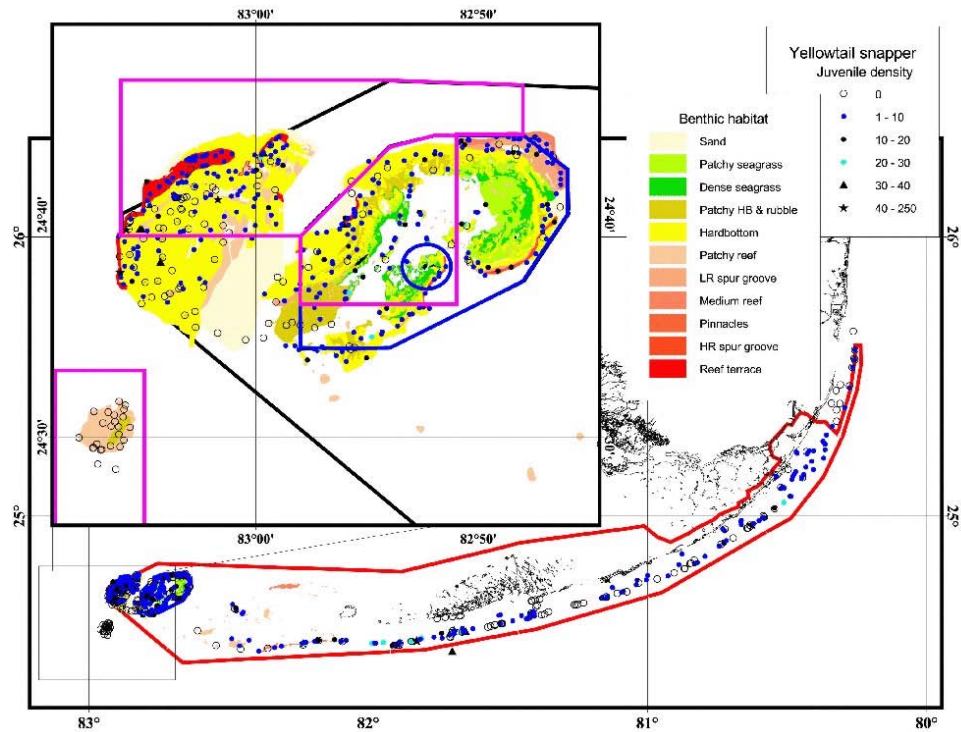 83°00'
82°50'
Yellowtail snapper
Juvenile density
0
1 - 10
10 - 20
20 - 30
30 - 40
40 - 250
Benthic habitat
Sand
Patchy seagrass
Dense seagrass
Patchy HB & rubble
Hardbottom
Patchy reef
LR spur groove
Medium reef
Pinnacles
HR spur groove
Reef terrace
24°40'
24°40'
26°
26°
24°30'
30'
25°
25°
83°00'
82°50'
83°
82°
81°
80°